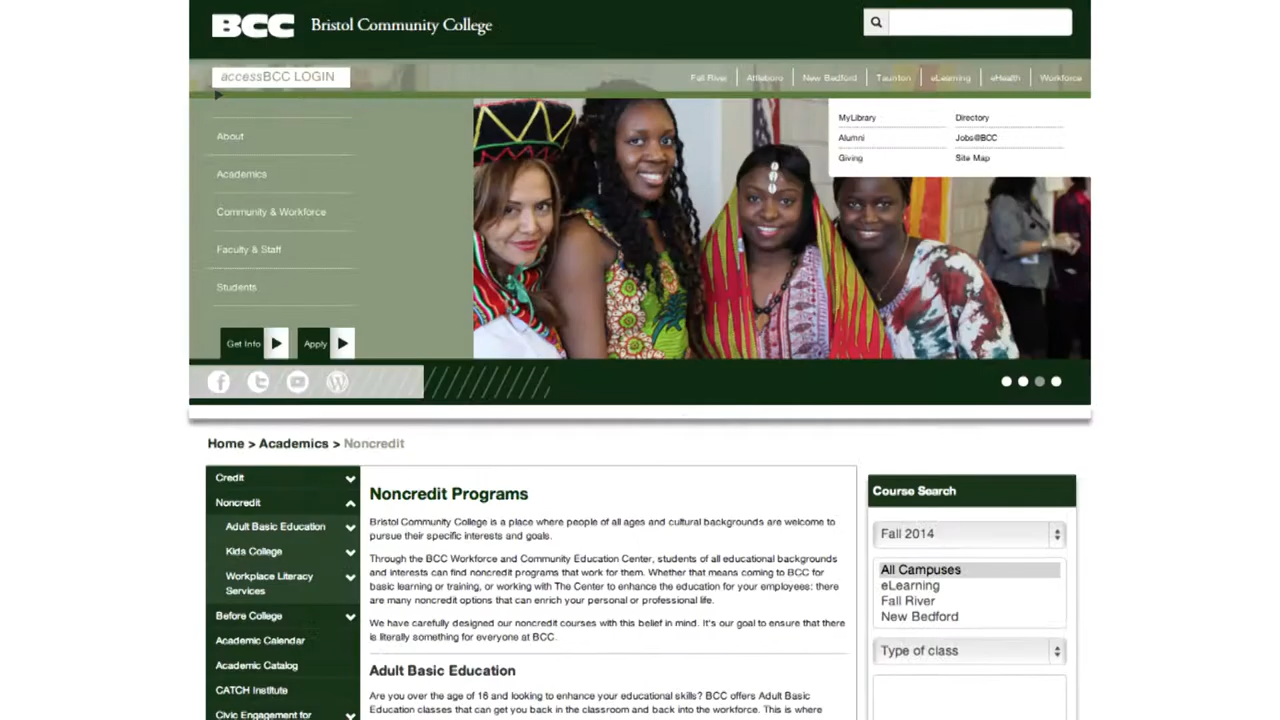 BCC Bristol Community College
accessBCC LOGIN
Fall River Attleboro New Bedford Taunton eLearning eHealth Workforce
MyLibrary Directory
Alumni Jobs@BCC
Giving Site Map
About
Academics
Community & Workforce
Faculty & Staff
Students
Get Info Apply
Home > Academics > Noncredit
Credit
Noncredit
Adult Basic Education
Kids College
Workplace Literacy
Services
Before College
Academic Calendar
Academic Catalog
CATCH Institute
Civic Engagement for
Noncredit Programs
Bristol Community College is a place where people of all ages and cultural backgrounds are welcome to
pursue their specific interests and goals.
Through the BCC Workforce and Community Education Center, students of all educational backgrounds
and interests can find noncredit programs that work for them. Whether that means coming to BCC for
basic learning or training, or working with The Center to enhance the education for your employees: there
are many noncredit options that can enrich your personal or professional life.
We have carefully designed our noncredit courses with this belief in mind. It's our goal to ensure that there
is literally something for everyone at BCC.
Adult Basic Education
Are you over the age of 16 and looking to enhance your educational skills? BCC offers Adult Basic
Education classes that can get you back in the classroom and back into the workforce. This is where
Course Search
Fall 2014
All Campuses
eLearning
Fall River
New Bedford
Type of class